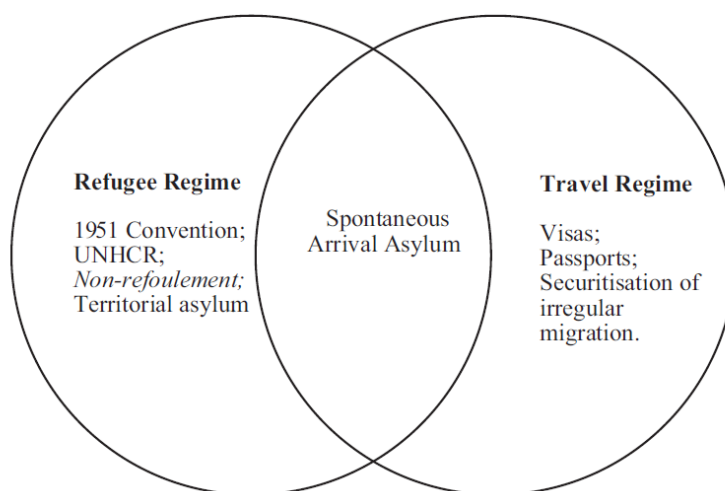 Refugee Regime
1951 Convention;
UNHCR;
Non-refoulement;
Territorial asylum
Spontaneous
Arrival Asylum
Travel Regime
Visas;
Passports;
Securitisation of
irregular
migration.